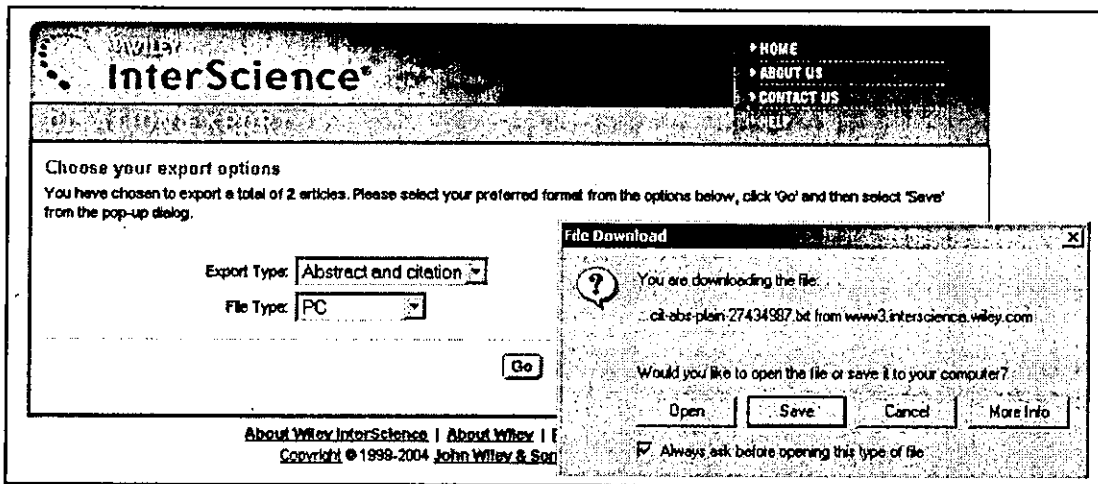 WILEY
InterScience®
HOME
ABOUT US
CONTACT US
HELP
CITATION EXPORT
Choose your export options
You have chosen to export a total of 2 articles. Please select your preferred format from the options below, click 'Go' and then select 'Save'
from the pop-up dialog.
Export Type: Abstract and citation
File Type: PC
Go
About Wiley InterScience | About Wiley |
Copyright © 1999-2004 John Wiley & Son
File Download
You are downloading the file:
...cit-abs-plain-27434987.txt from www3.interscience.wiley.com
Would you like to open the file or save it to your computer?
Open Save Cancel More Info
Always ask before opening this type of file